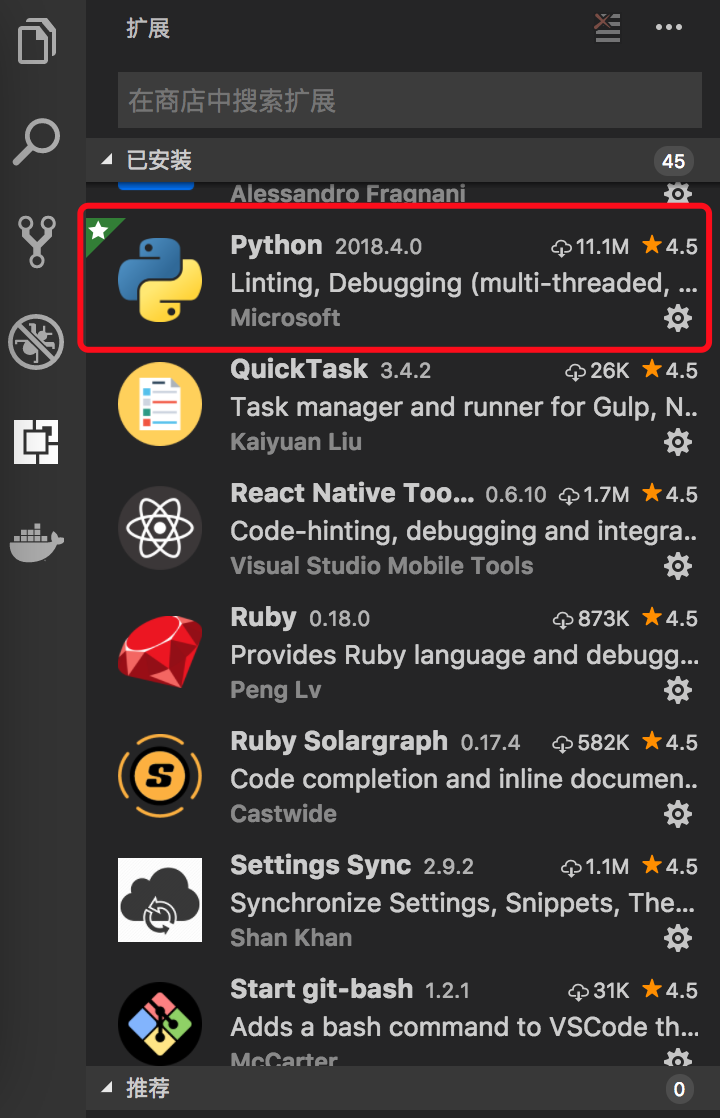 扩展
在商店中搜索扩展
已安装 45
Alessandro Fragnani
Python 2018.4.0 11.1M 4.5
Linting, Debugging (multi-threaded, ...
Microsoft
QuickTask 3.4.2 26K 4.5
Task manager and runner for Gulp, N...
Kaiyuan Liu
React Native Too... 0.6.10 1.7M 4.5
Code-hinting, debugging and integra...
Visual Studio Mobile Tools
Ruby 0.18.0 873K 4.5
Provides Ruby language and debugg...
Peng Lv
Ruby Solargraph 0.17.4 582K 4.5
Code completion and inline documen...
Castwide
Settings Sync 2.9.2 1.1M 4.5
Synchronize Settings, Snippets, The...
Shan Khan
Start git-bash 1.2.1 31K 4.5
Adds a bash command to VSCode th...
McCarter
推荐 0